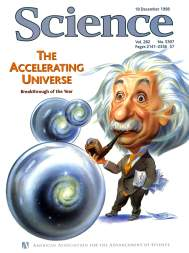 Science
18 December 1998
Vol. 282 No. 5397
Pages 2141–2336 $7
THE
ACCELERATING
UNIVERSE
Breakthrough of the Year
AMERICAN ASSOCIATION FOR THE ADVANCEMENT OF SCIENCE